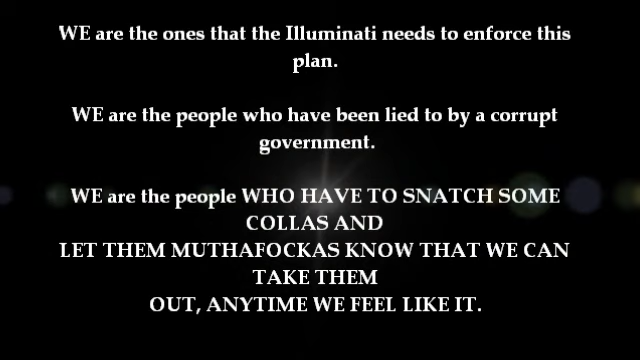 WE are the ones that the Illuminati needs to enforce this
plan.
WE are the people who have been lied to by a corrupt
government.
WE are the people WHO HAVE TO SNATCH SOME
COLLAS AND
LET THEM MUTHAFOCKAS KNOW THAT WE CAN
TAKE THEM
OUT, ANYTIME WE FEEL LIKE IT.